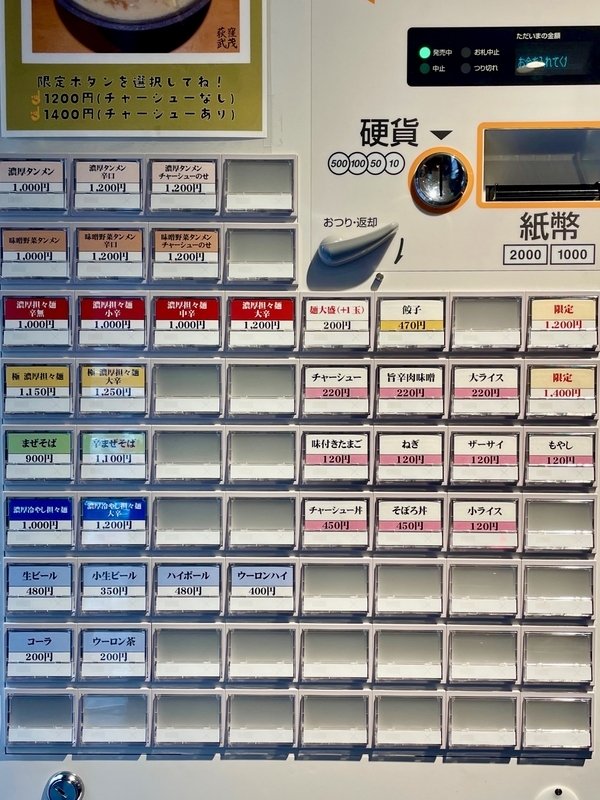 荻窪
武茂
限定ボタンを選択してね!
1200円(チャーシューなし)
1400円(チャーシューあり)
ただいまの金額
発売中
お札中止
中止
つり切れ
硬貨
500 100 50 10
おつり・返却
紙幣
2000 1000
濃厚タンメン
1,000円
濃厚タンメン
辛口
1,200円
濃厚タンメン
チャーシューのせ
1,200円
味噌野菜タンメン
1,000円
味噌野菜タンメン
辛口
1,200円
味噌野菜タンメン
チャーシューのせ
1,200円
濃厚担々麺
辛無
1,000円
濃厚担々麺
小辛
1,000円
濃厚担々麺
中辛
1,000円
濃厚担々麺
大辛
1,200円
麺大盛(+1玉)
200円
餃子
470円
限定
1,200円
極 濃厚担々麺
1,150円
極 濃厚担々麺
大辛
1,250円
チャーシュー
220円
旨辛肉味噌
220円
大ライス
220円
限定
1,400円
まぜそば
900円
辛まぜそば
1,100円
味付きたまご
120円
ねぎ
120円
ザーサイ
120円
もやし
120円
濃厚冷やし担々麺
1,000円
濃厚冷やし担々麺
大辛
1,200円
チャーシュー丼
450円
そぼろ丼
450円
小ライス
120円
生ビール
480円
小生ビール
350円
ハイボール
480円
ウーロンハイ
400円
コーラ
200円
ウーロン茶
200円